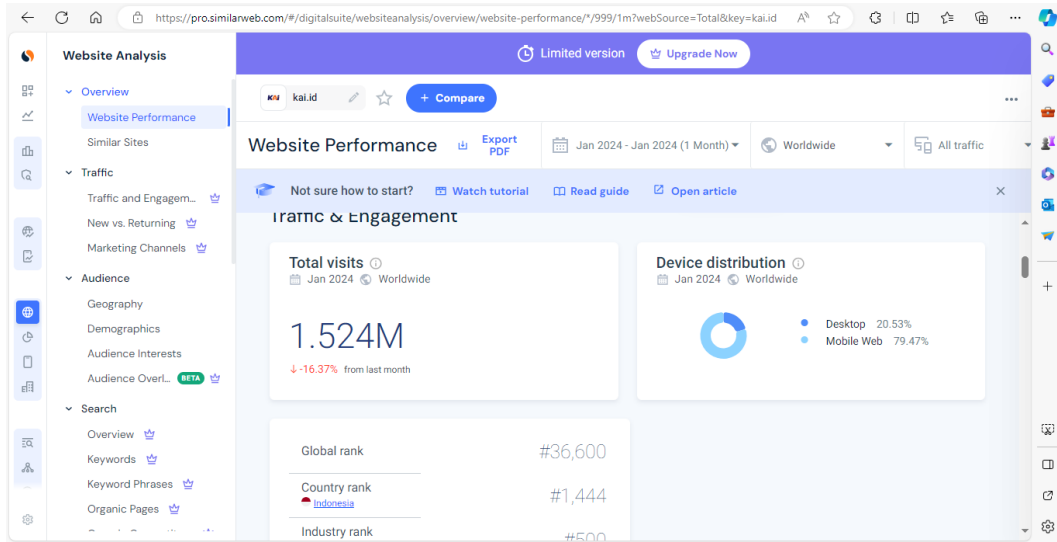 https://pro.similarweb.com/#/digitalsuite/websiteanalysis/overview/website-performance/*/999/1m?webSource=Total&key=kai.id
Website Analysis
Overview
Website Performance
Similar Sites
Traffic
Traffic and Engagem...
New vs. Returning
Marketing Channels
Audience
Geography
Demographics
Audience Interests
Audience Overl... BETA
Search
Overview
Keywords
Keyword Phrases
Organic Pages
Limited version Upgrade Now
KAI kai.id + Compare
Website Performance Export PDF Jan 2024 - Jan 2024 (1 Month) Worldwide All traffic
Not sure how to start? Watch tutorial Read guide Open article
Traffic & Engagement
Total visits
Jan 2024 Worldwide
1.524M
↓-16.37% from last month
Device distribution
Jan 2024 Worldwide
Desktop 20.53%
Mobile Web 79.47%
Global rank #36,600
Country rank #1,444
Indonesia
Industry rank #500